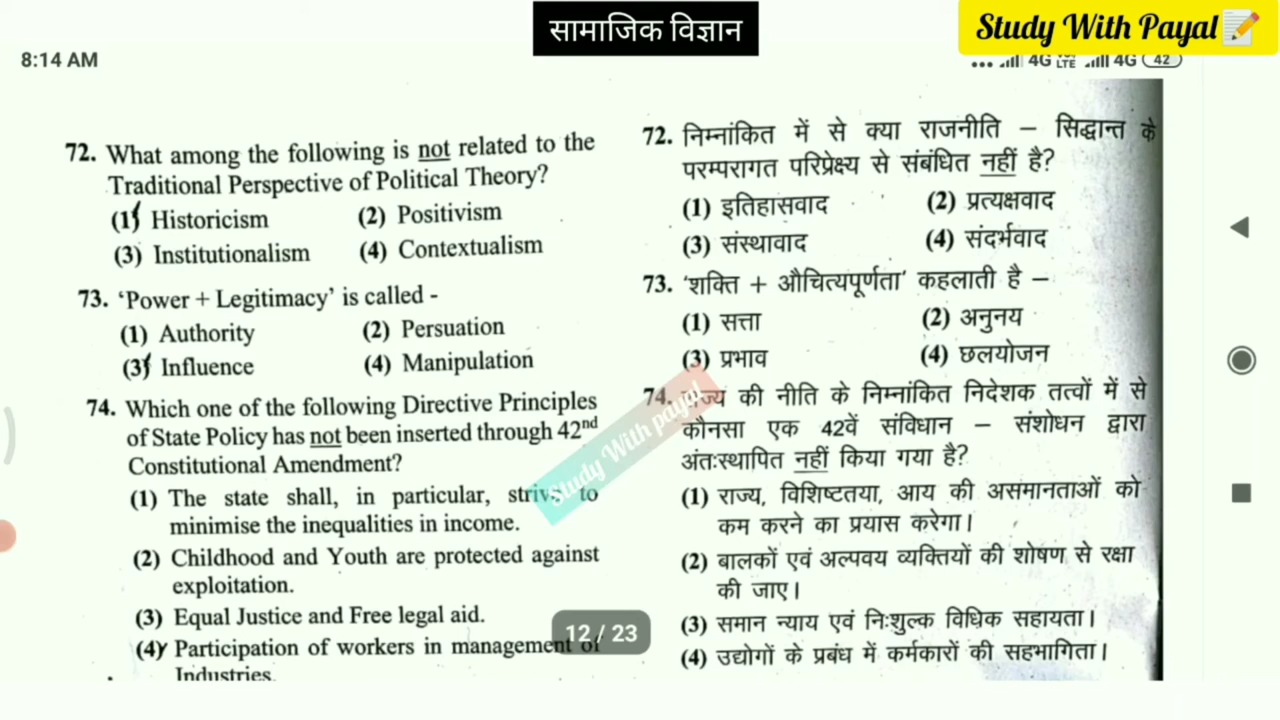 सामाजिक विज्ञान
Study With Payal
8:14 AM
4G VoLTE 4G 42
72. What among the following is not related to the
Traditional Perspective of Political Theory?
(1) Historicism (2) Positivism
(3) Institutionalism (4) Contextualism
73. ‘Power + Legitimacy’ is called -
(1) Authority (2) Persuation
(3) Influence (4) Manipulation
74. Which one of the following Directive Principles
of State Policy has not been inserted through 42nd
Constitutional Amendment?
(1) The state shall, in particular, strive to
minimise the inequalities in income.
(2) Childhood and Youth are protected against
exploitation.
(3) Equal Justice and Free legal aid.
(4) Participation of workers in management of
Industries.
72. निम्नांकित में से क्या राजनीति – सिद्धान्त के
परम्परागत परिप्रेक्ष्य से संबंधित नहीं है?
(1) इतिहासवाद (2) प्रत्यक्षवाद
(3) संस्थावाद (4) संदर्भवाद
73. ‘शक्ति + औचित्यपूर्णता’ कहलाती है –
(1) सत्ता (2) अनुनय
(3) प्रभाव (4) छलयोजन
74. राज्य की नीति के निम्नांकित निदेशक तत्वों में से
कौनसा एक 42वें संविधान – संशोधन द्वारा
अंतःस्थापित नहीं किया गया है?
(1) राज्य, विशिष्टतया, आय की असमानताओं को
कम करने का प्रयास करेगा।
(2) बालकों एवं अल्पवय व्यक्तियों की शोषण से रक्षा
की जाए।
(3) समान न्याय एवं निःशुल्क विधिक सहायता।
(4) उद्योगों के प्रबंध में कर्मकारों की सहभागिता।
Study With payal
12 / 23